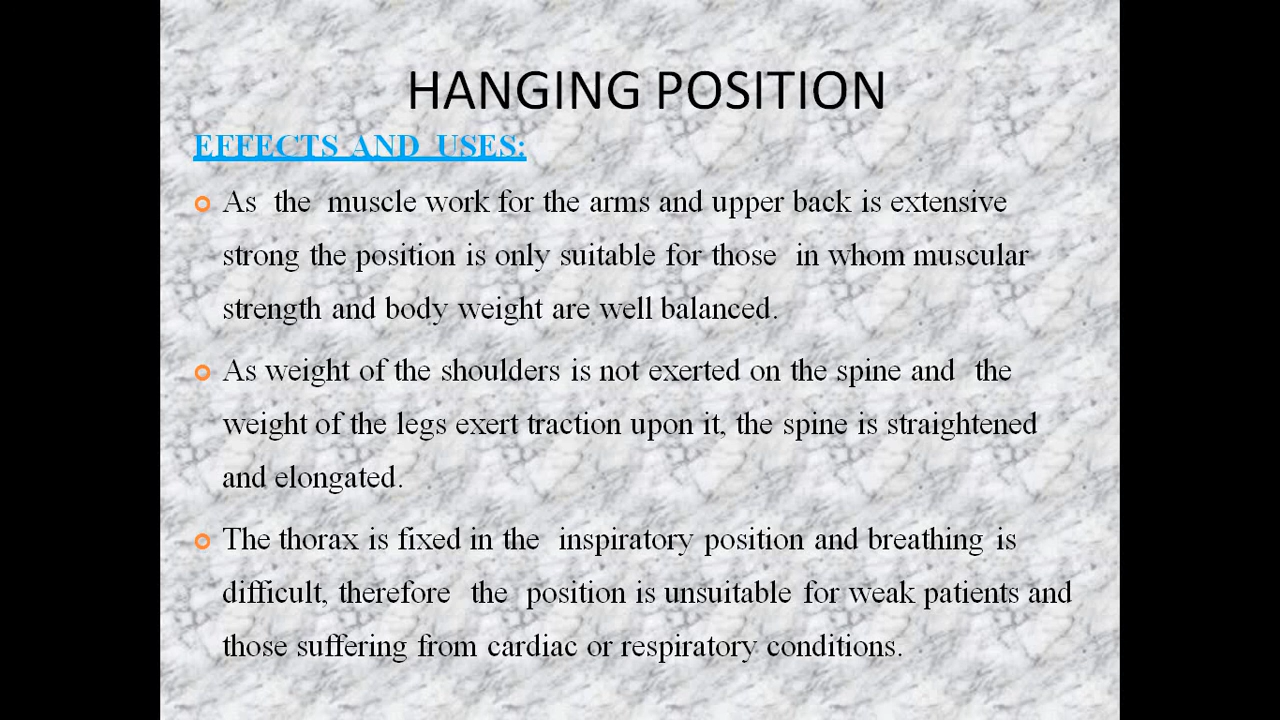 HANGING POSITION
EFFECTS AND USES:
As the muscle work for the arms and upper back is extensive
strong the position is only suitable for those in whom muscular
strength and body weight are well balanced.
As weight of the shoulders is not exerted on the spine and the
weight of the legs exert traction upon it, the spine is straightened
and elongated.
The thorax is fixed in the inspiratory position and breathing is
difficult, therefore the position is unsuitable for weak patients and
those suffering from cardiac or respiratory conditions.